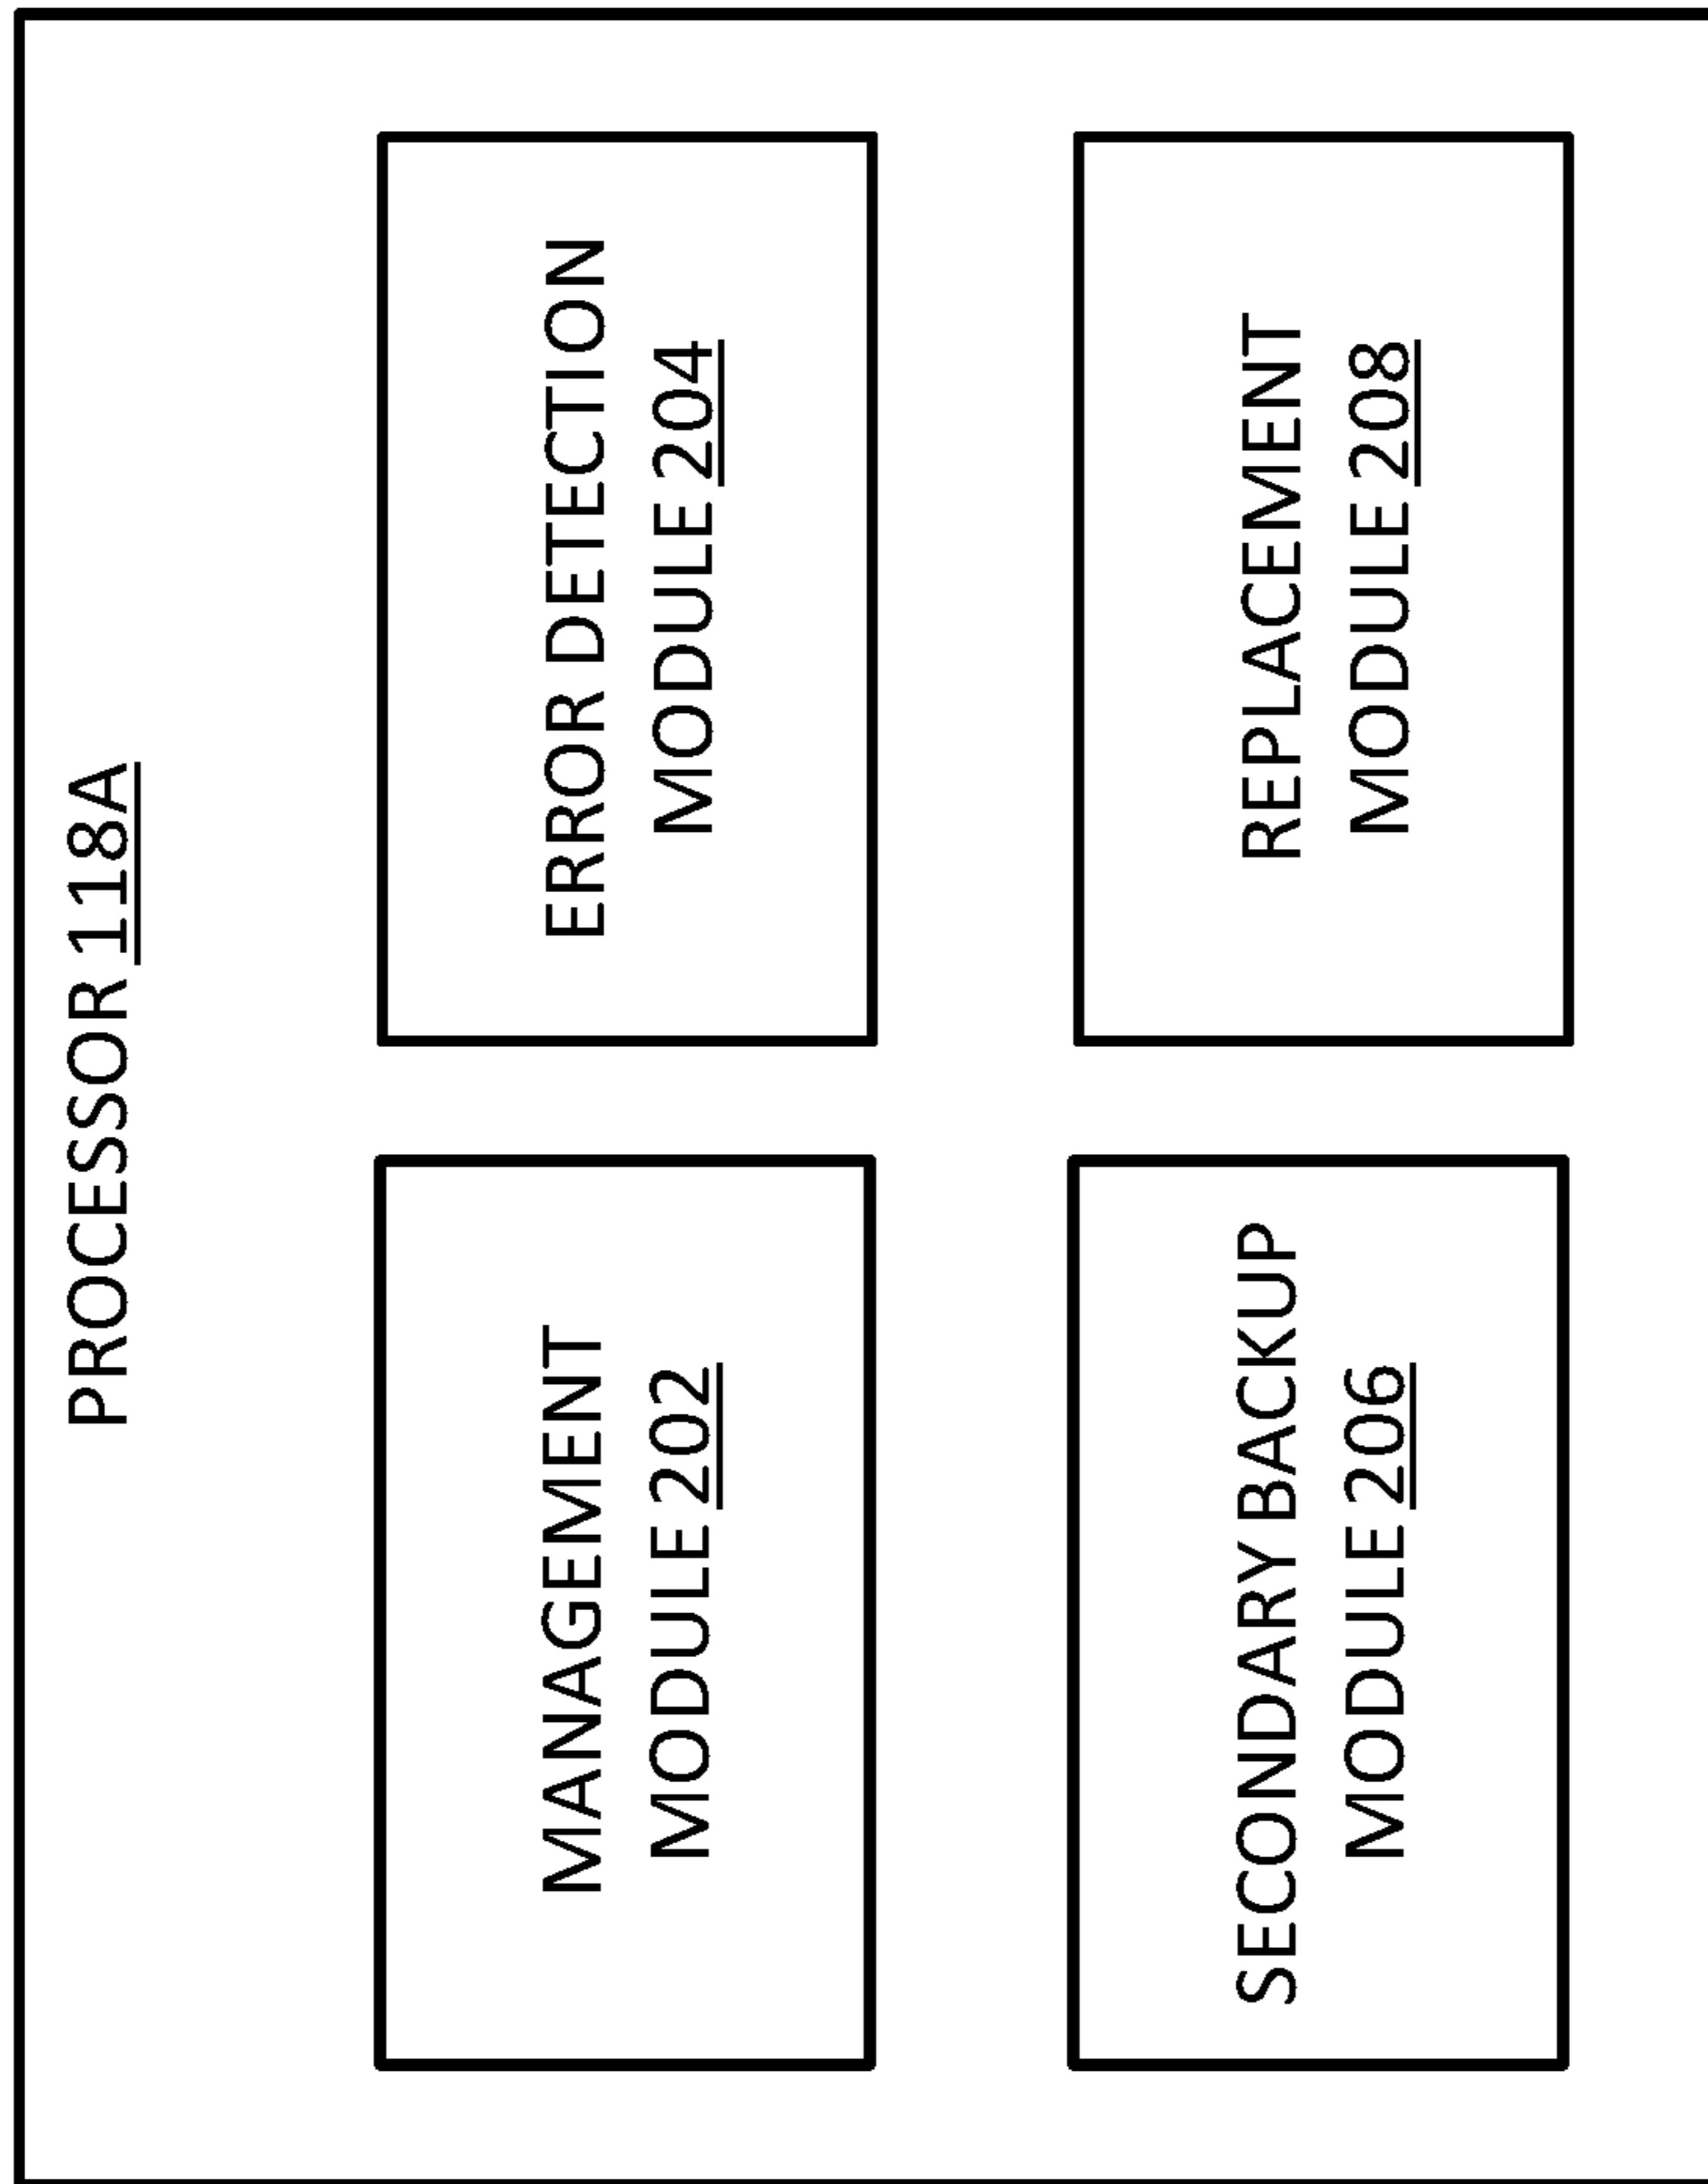 PROCESSOR 118A
MANAGEMENT
MODULE 202
ERROR DETECTION
MODULE 204
SECONDARY BACKUP
MODULE 206
REPLACEMENT
MODULE 208